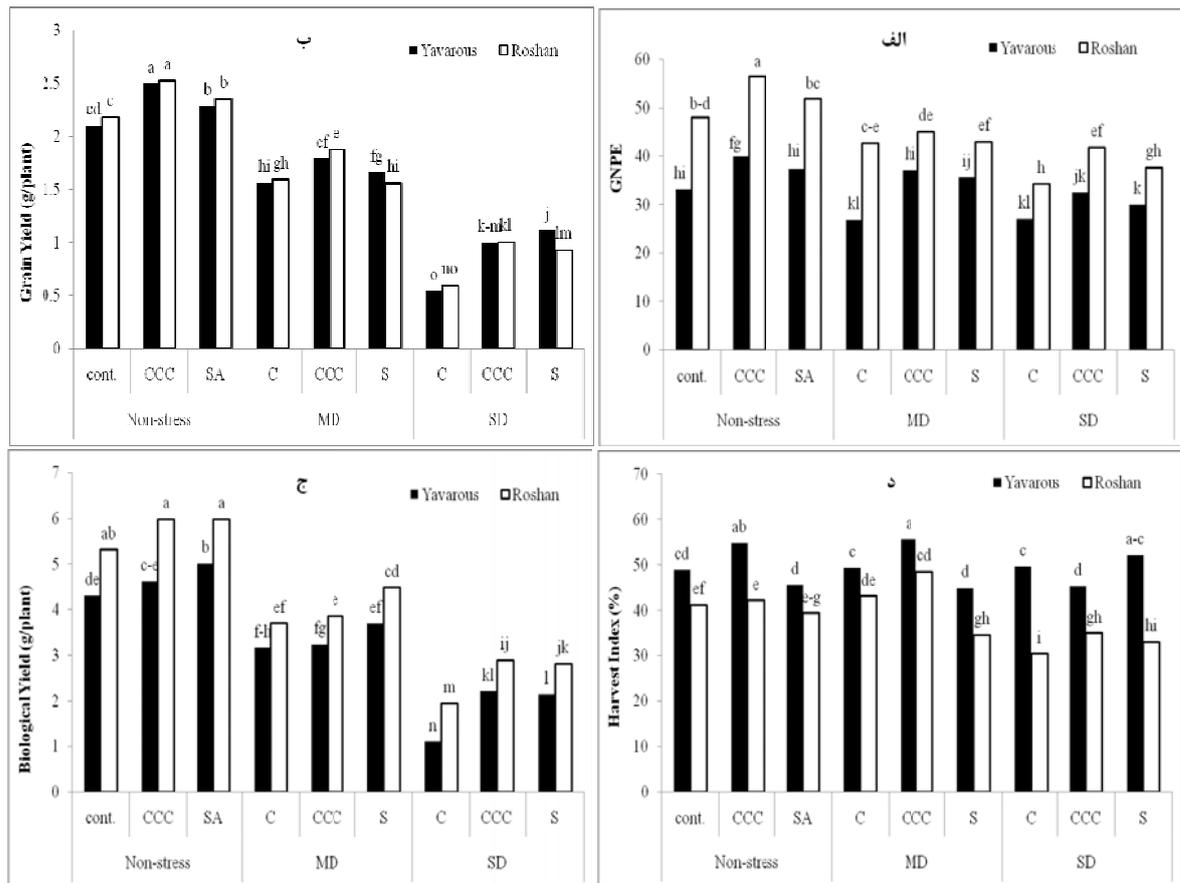 ب
Yavarous Roshan
Grain Yield (g/plant)
3
2.5
2
1.5
1
0.5
0
cd c a a b b hi gh ef e fg hi o no k-m kl j lm
cont. CCC SA C CCC S C CCC S
Non-stress MD SD
الف
Yavarous Roshan
GNPE
60
50
40
30
20
10
0
hi b-d fg a hi bc kl c-e hi de ij ef kl h jk ef k gh
cont. CCC SA C CCC S C CCC S
Non-stress MD SD
ج
Yavarous Roshan
Biological Yield (g/plant)
7
6
5
4
3
2
1
0
de ab c-e a b a f-h ef fg e ef cd n m kl ij l jk
cont. CCC SA C CCC S C CCC S
Non-stress MD SD
د
Yavarous Roshan
Harvest Index (%)
70
60
50
40
30
20
10
0
cd ef ab e d e-g c de a cd d gh c i d gh a-c hi
cont. CCC SA C CCC S C CCC S
Non-stress MD SD